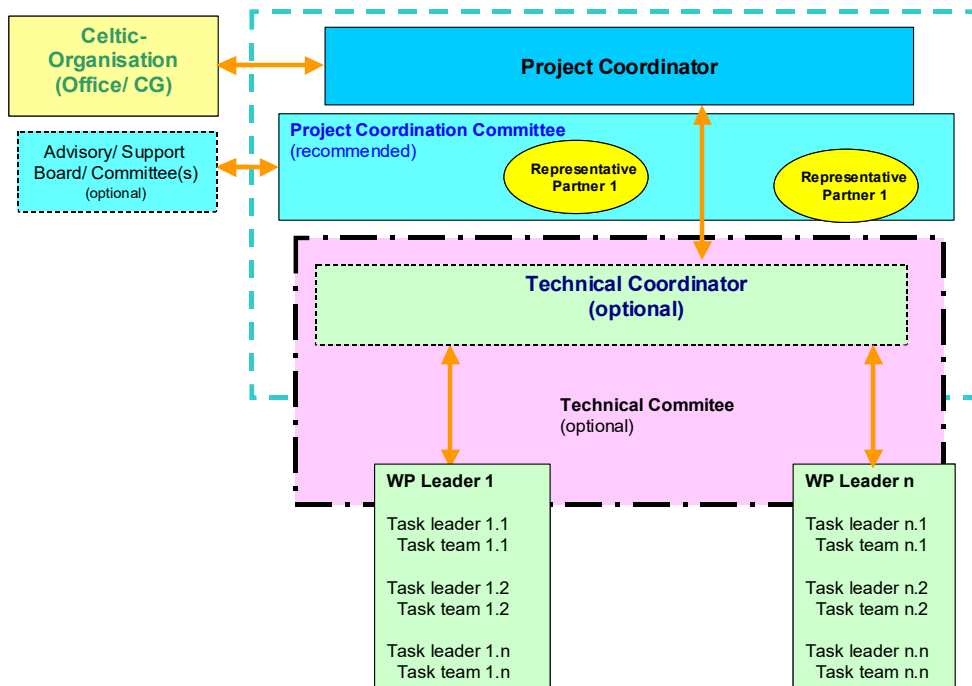 Celtic-
Organisation
(Office/ CG)
Project Coordinator
Advisory/ Support
Board/ Committee(s)
(optional)
Project Coordination Committee
(recommended)
Representative
Partner 1
Representative
Partner 1
Technical Coordinator
(optional)
Technical Commitee
(optional)
WP Leader 1
Task leader 1.1
Task team 1.1
Task leader 1.2
Task team 1.2
Task leader 1.n
Task team 1.n
WP Leader n
Task leader n.1
Task team n.1
Task leader n.2
Task team n.2
Task leader n.n
Task team n.n